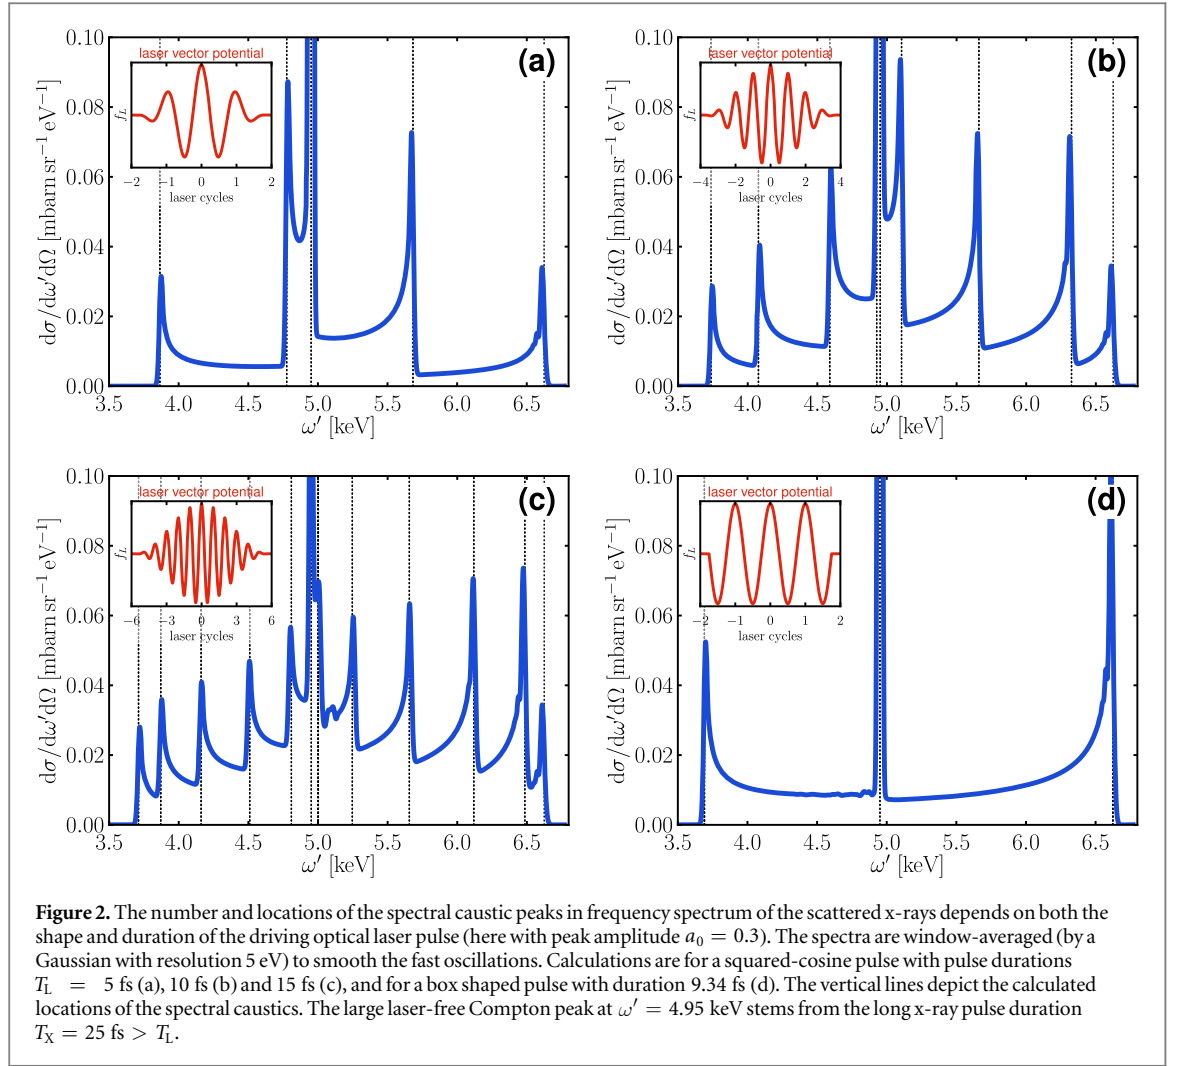 laser vector potential
(a)
f_L
−2 −1 0 1 2
laser cycles
0.10
0.08
0.06
0.04
0.02
0.00
dσ/dω′dΩ [mbarn sr⁻¹ eV⁻¹]
3.5 4.0 4.5 5.0 5.5 6.0 6.5
ω′ [keV]
laser vector potential
(b)
f_L
−4 −2 0 2 4
laser cycles
0.10
0.08
0.06
0.04
0.02
0.00
dσ/dω′dΩ [mbarn sr⁻¹ eV⁻¹]
3.5 4.0 4.5 5.0 5.5 6.0 6.5
ω′ [keV]
laser vector potential
(c)
f_L
−6 −3 0 3 6
laser cycles
0.10
0.08
0.06
0.04
0.02
0.00
dσ/dω′dΩ [mbarn sr⁻¹ eV⁻¹]
3.5 4.0 4.5 5.0 5.5 6.0 6.5
ω′ [keV]
laser vector potential
(d)
f_L
−2 −1 0 1 2
laser cycles
0.10
0.08
0.06
0.04
0.02
0.00
dσ/dω′dΩ [mbarn sr⁻¹ eV⁻¹]
3.5 4.0 4.5 5.0 5.5 6.0 6.5
ω′ [keV]
Figure 2. The number and locations of the spectral caustic peaks in frequency spectrum of the scattered x-rays depends on both the
shape and duration of the driving optical laser pulse (here with peak amplitude a₀ = 0.3). The spectra are window-averaged (by a
Gaussian with resolution 5 eV) to smooth the fast oscillations. Calculations are for a squared-cosine pulse with pulse durations
T_L = 5 fs (a), 10 fs (b) and 15 fs (c), and for a box shaped pulse with duration 9.34 fs (d). The vertical lines depict the calculated
locations of the spectral caustics. The large laser-free Compton peak at ω′ = 4.95 keV stems from the long x-ray pulse duration
T_X = 25 fs > T_L.